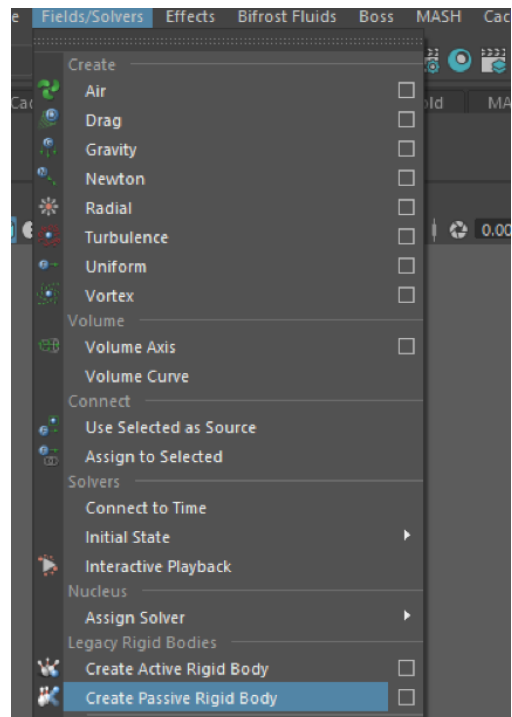 Fields/Solvers Effects Bifrost Fluids Boss MASH Cac
Create
Air
Cac
Drag
old MA
Gravity
Newton
Radial
Turbulence
0.00
Uniform
Vortex
Volume
Volume Axis
Volume Curve
Connect
Use Selected as Source
Assign to Selected
Solvers
Connect to Time
Initial State
Interactive Playback
Nucleus
Assign Solver
Legacy Rigid Bodies
Create Active Rigid Body
Create Passive Rigid Body